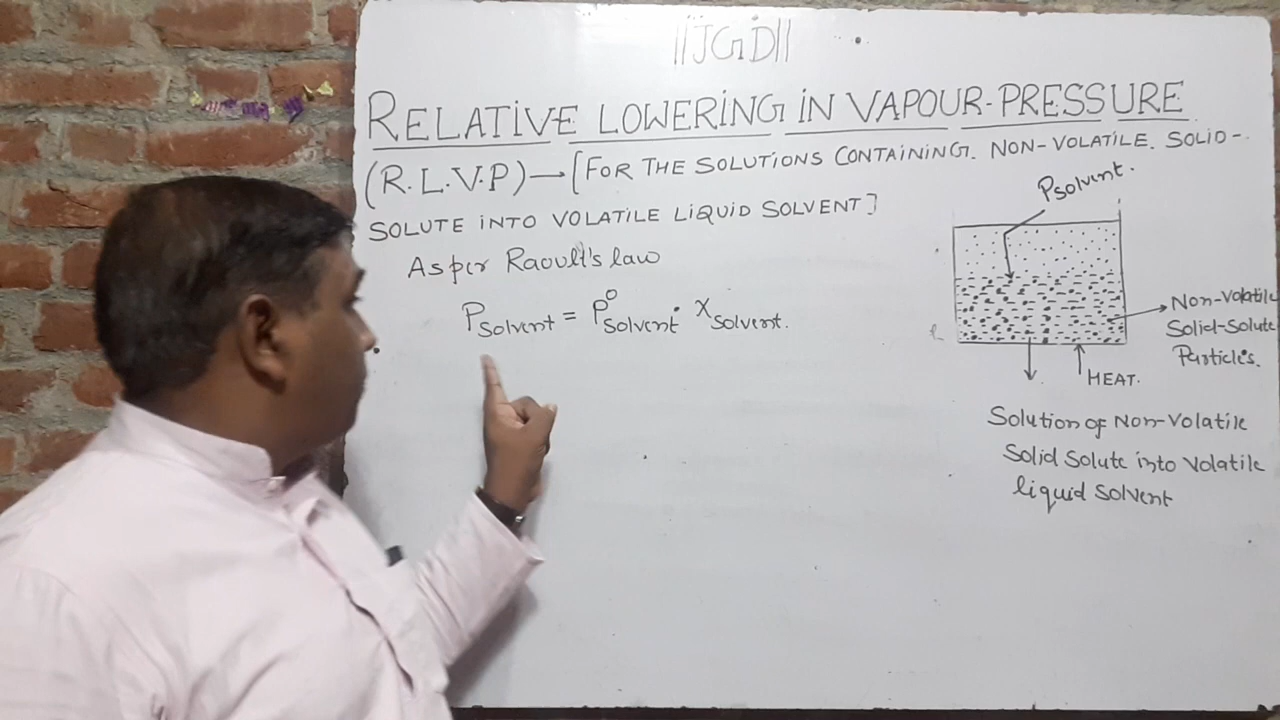 ||JGD||
RELATIVE LOWERING IN VAPOUR-PRESSURE
(R.L.V.P)→[FOR THE SOLUTIONS CONTAINING. NON-VOLATILE. SOLID-
SOLUTE INTO VOLATILE LIQUID SOLVENT]
As per Raoult's law
Psolvent = P⁰solvent · Xsolvent.
Psolvent.
Non-Volatile
Solid-Solute
Particles.
HEAT.
Solution of Non-Volatile
Solid Solute into Volatile
liquid solvent